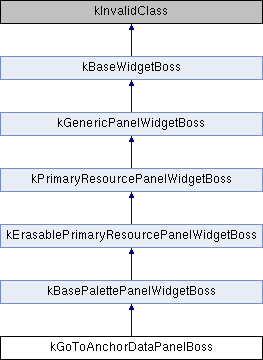 kInvalidClass
kBaseWidgetBoss
kGenericPanelWidgetBoss
kPrimaryResourcePanelWidgetBoss
kErasablePrimaryResourcePanelWidgetBoss
kBasePalettePanelWidgetBoss
kGoToAnchorDataPanelBoss